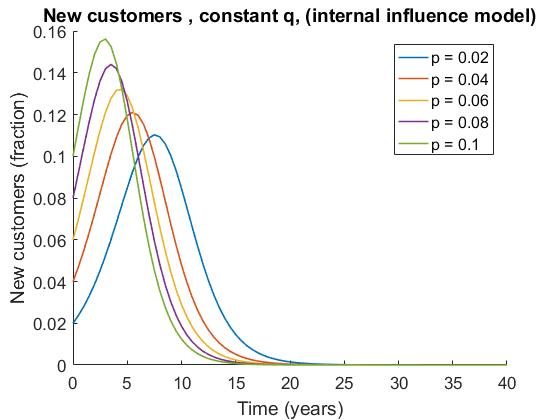 New customers , constant q, (internal influence model)
0.16
0.14
0.12
0.1
0.08
0.06
0.04
0.02
0
New customers (fraction)
p = 0.02
p = 0.04
p = 0.06
p = 0.08
p = 0.1
0 5 10 15 20 25 30 35 40
Time (years)